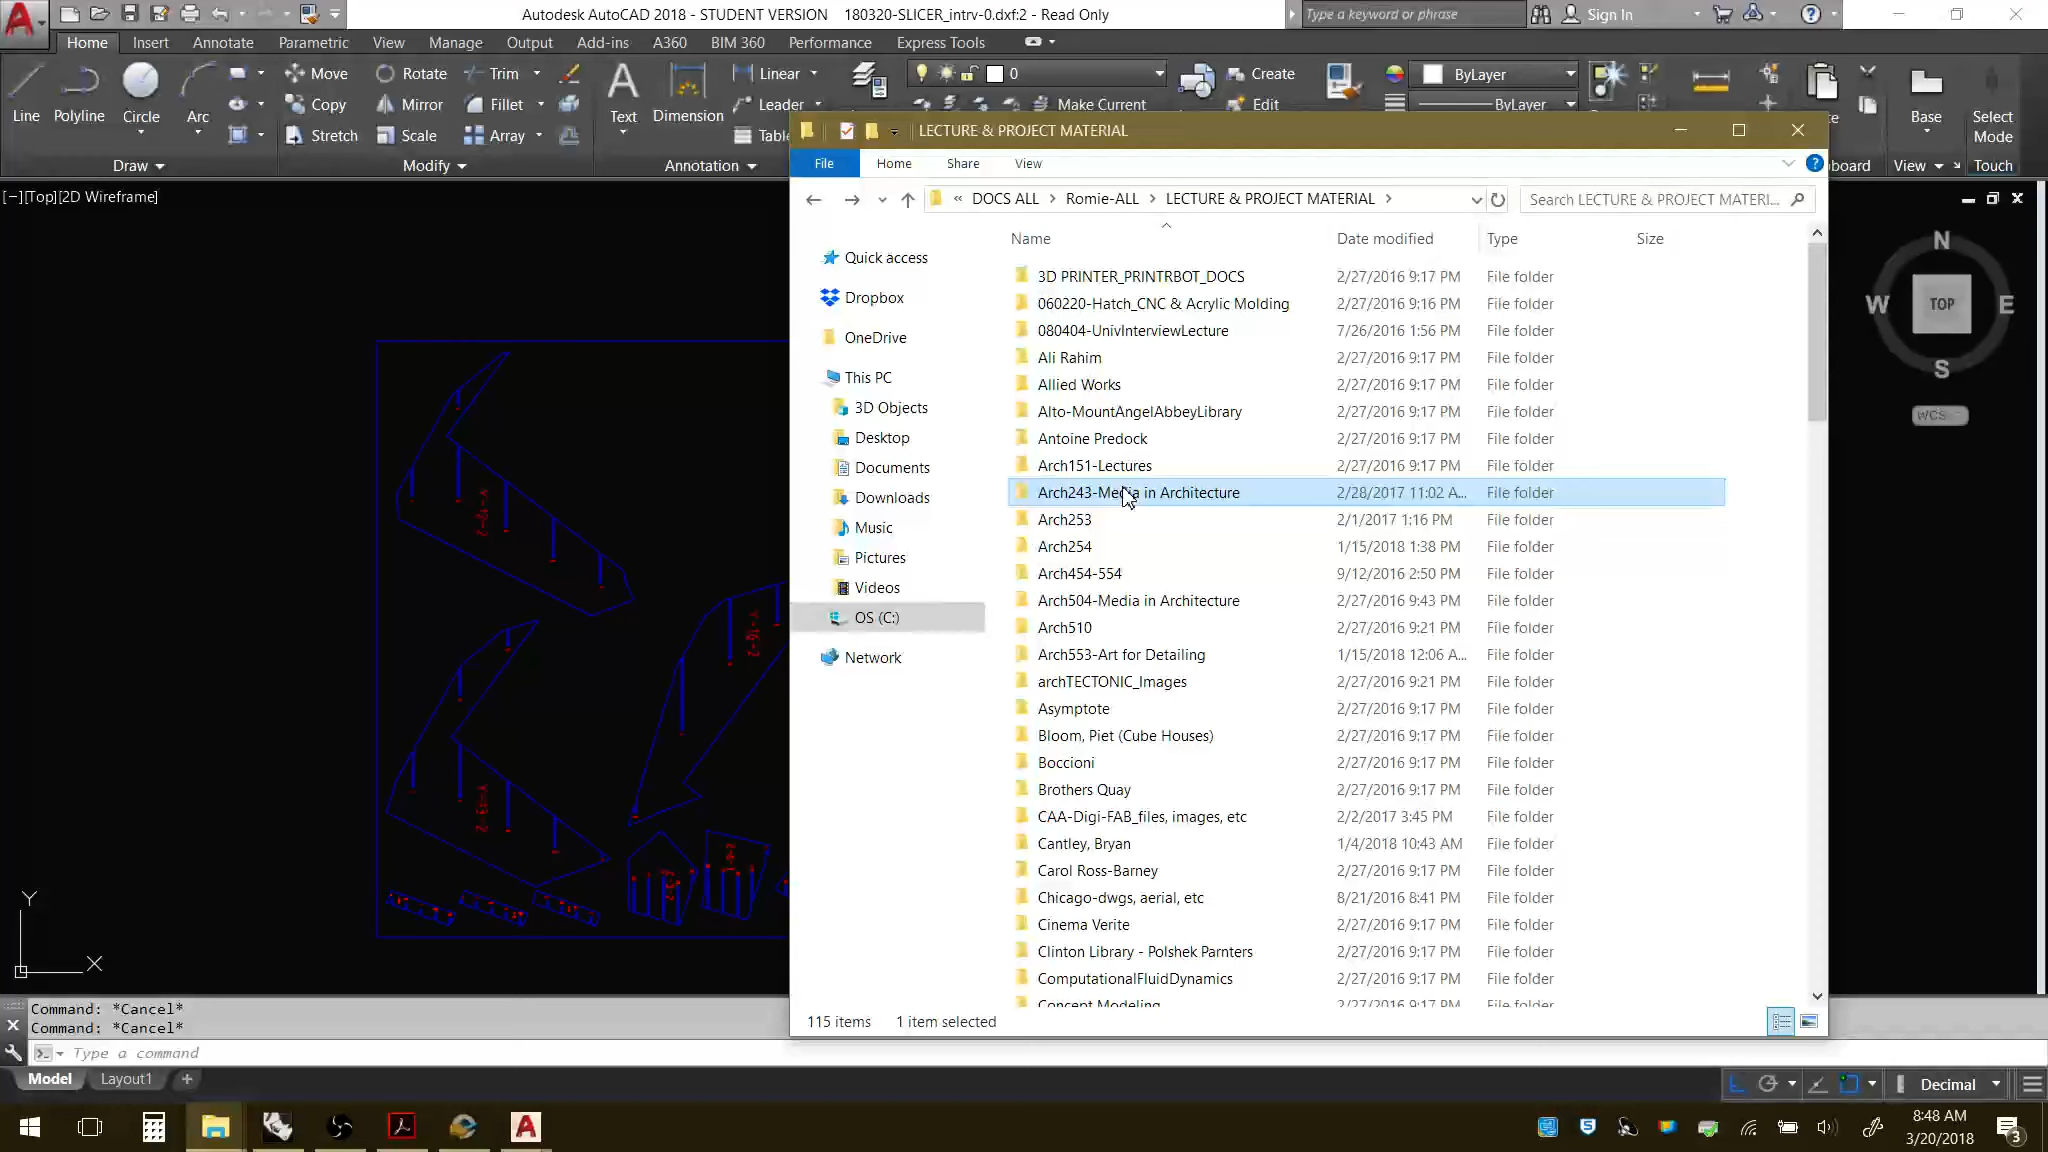 Autodesk AutoCAD 2018 - STUDENT VERSION 180320-SLICER_intrv-0.dxf:2 - Read Only
Type a keyword or phrase
Sign In
Home Insert Annotate Parametric View Manage Output Add-ins A360 BIM 360 Performance Express Tools
Line Polyline Circle Arc
Move Rotate Trim
Copy Mirror Fillet
Stretch Scale Array
Text Dimension
Linear
Leader
Table
0
Make Current
Create
Edit
ByLayer
ByLayer
Base
Select Mode
Draw Modify Annotation
View Touch
[−][Top][2D Wireframe]
LECTURE & PROJECT MATERIAL
File Home Share View
« DOCS ALL > Romie-ALL > LECTURE & PROJECT MATERIAL >
Search LECTURE & PROJECT MATERI...
Quick access
Dropbox
OneDrive
This PC
3D Objects
Desktop
Documents
Downloads
Music
Pictures
Videos
OS (C:)
Network
Name Date modified Type Size
3D PRINTER_PRINTRBOT_DOCS 2/27/2016 9:17 PM File folder
060220-Hatch_CNC & Acrylic Molding 2/27/2016 9:16 PM File folder
080404-UnivInterviewLecture 7/26/2016 1:56 PM File folder
Ali Rahim 2/27/2016 9:17 PM File folder
Allied Works 2/27/2016 9:17 PM File folder
Alto-MountAngelAbbeyLibrary 2/27/2016 9:17 PM File folder
Antoine Predock 2/27/2016 9:17 PM File folder
Arch151-Lectures 2/27/2016 9:17 PM File folder
Arch243-Media in Architecture 2/28/2017 11:02 A... File folder
Arch253 2/1/2017 1:16 PM File folder
Arch254 1/15/2018 1:38 PM File folder
Arch454-554 9/12/2016 2:50 PM File folder
Arch504-Media in Architecture 2/27/2016 9:43 PM File folder
Arch510 2/27/2016 9:21 PM File folder
Arch553-Art for Detailing 1/15/2018 12:06 A... File folder
archTECTONIC_Images 2/27/2016 9:21 PM File folder
Asymptote 2/27/2016 9:17 PM File folder
Bloom, Piet (Cube Houses) 2/27/2016 9:17 PM File folder
Boccioni 2/27/2016 9:17 PM File folder
Brothers Quay 2/27/2016 9:17 PM File folder
CAA-Digi-FAB_files, images, etc 2/2/2017 3:45 PM File folder
Cantley, Bryan 1/4/2018 10:43 AM File folder
Carol Ross-Barney 2/27/2016 9:17 PM File folder
Chicago-dwgs, aerial, etc 8/21/2016 8:41 PM File folder
Cinema Verite 2/27/2016 9:17 PM File folder
Clinton Library - Polshek Parnters 2/27/2016 9:17 PM File folder
ComputationalFluidDynamics 2/27/2016 9:17 PM File folder
Concept Modeling 2/27/2016 9:17 PM File folder
115 items 1 item selected
N
W TOP E
S
WCS
Y
X
Command: *Cancel*
Command: *Cancel*
Type a command
Model Layout1 +
Decimal
8:48 AM
3/20/2018
3